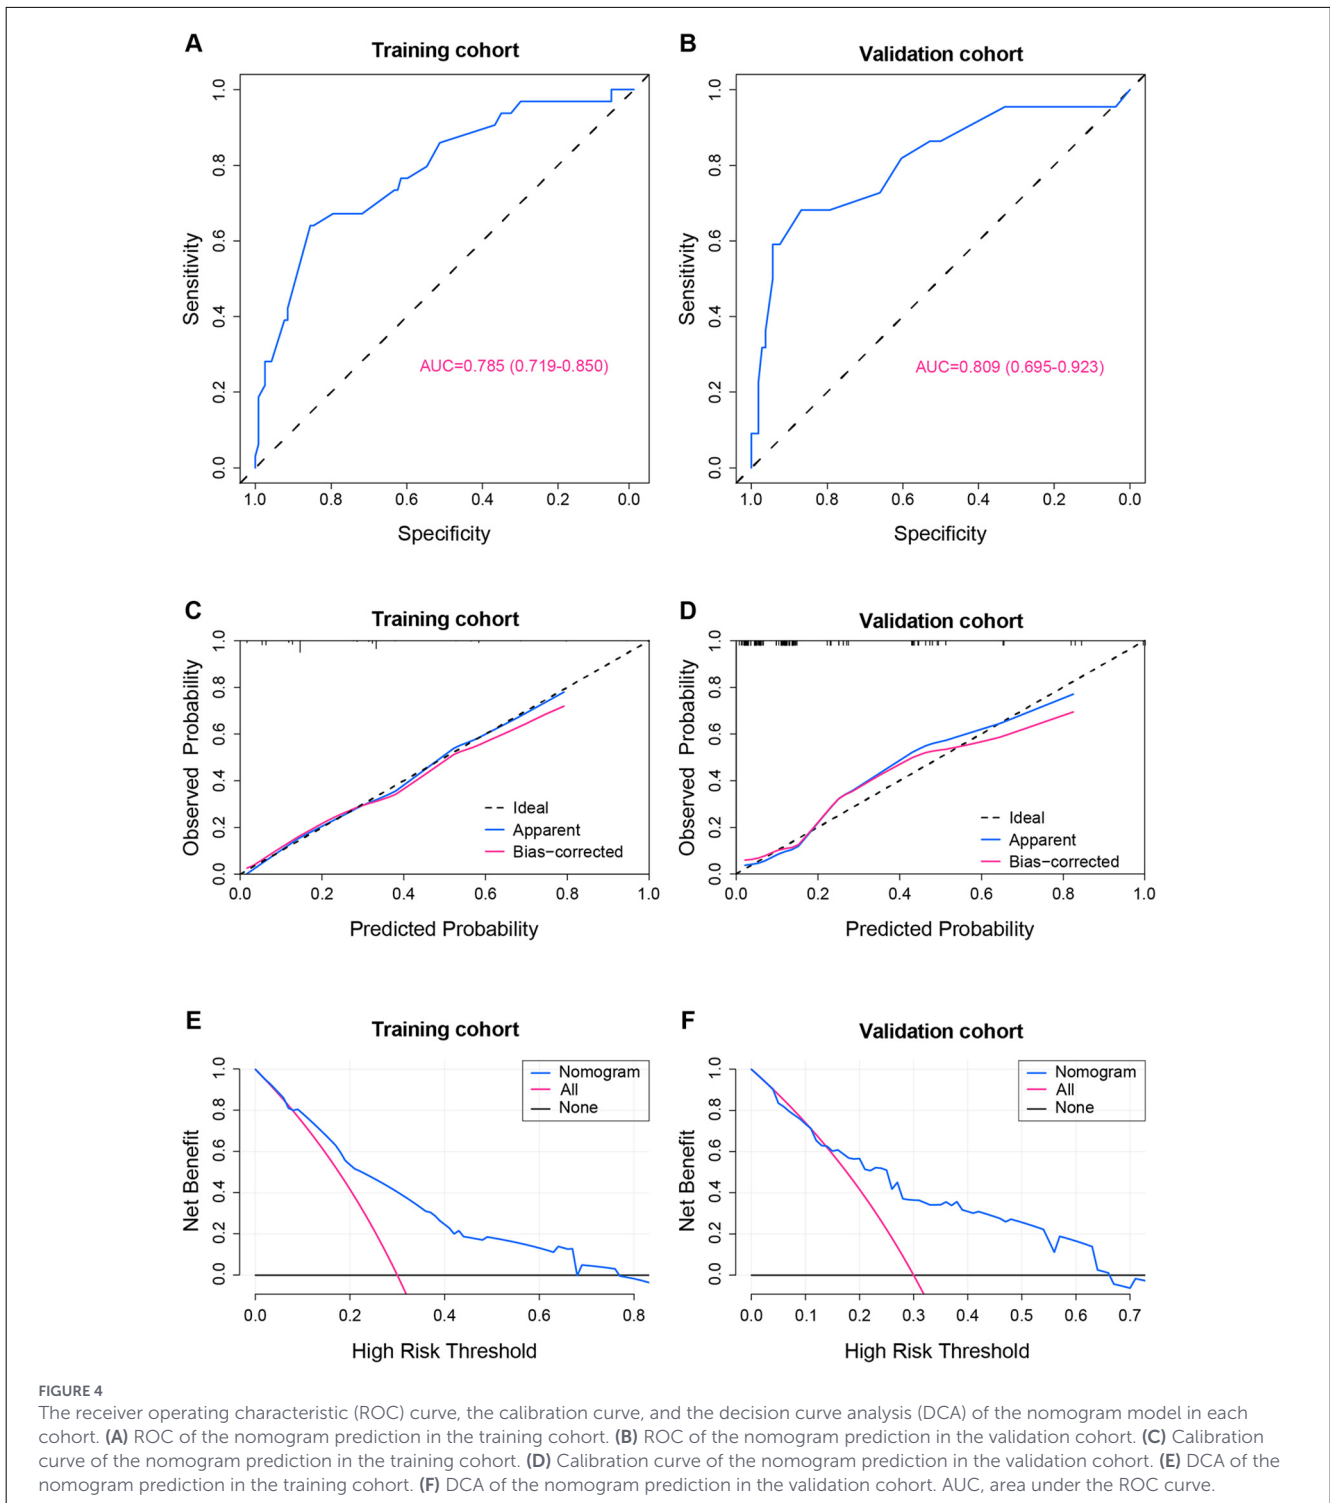 A
Training cohort
Sensitivity
1.0
0.8
0.6
0.4
0.2
0.0
AUC=0.785 (0.719-0.850)
1.0 0.8 0.6 0.4 0.2 0.0
Specificity
B
Validation cohort
Sensitivity
1.0
0.8
0.6
0.4
0.2
0.0
AUC=0.809 (0.695-0.923)
1.0 0.8 0.6 0.4 0.2 0.0
Specificity
C
Training cohort
Observed Probability
1.0
0.8
0.6
0.4
0.2
0.0
Ideal
Apparent
Bias-corrected
0.0 0.2 0.4 0.6 0.8 1.0
Predicted Probability
D
Validation cohort
Observed Probability
1.0
0.8
0.6
0.4
0.2
0.0
Ideal
Apparent
Bias-corrected
0.0 0.2 0.4 0.6 0.8 1.0
Predicted Probability
E
Training cohort
Net Benefit
1.0
0.8
0.6
0.4
0.2
0.0
Nomogram
All
None
0.0 0.2 0.4 0.6 0.8
High Risk Threshold
F
Validation cohort
Net Benefit
1.0
0.8
0.6
0.4
0.2
0.0
Nomogram
All
None
0.0 0.1 0.2 0.3 0.4 0.5 0.6 0.7
High Risk Threshold
FIGURE 4
The receiver operating characteristic (ROC) curve, the calibration curve, and the decision curve analysis (DCA) of the nomogram model in each
cohort. (A) ROC of the nomogram prediction in the training cohort. (B) ROC of the nomogram prediction in the validation cohort. (C) Calibration
curve of the nomogram prediction in the training cohort. (D) Calibration curve of the nomogram prediction in the validation cohort. (E) DCA of the
nomogram prediction in the training cohort. (F) DCA of the nomogram prediction in the validation cohort. AUC, area under the ROC curve.